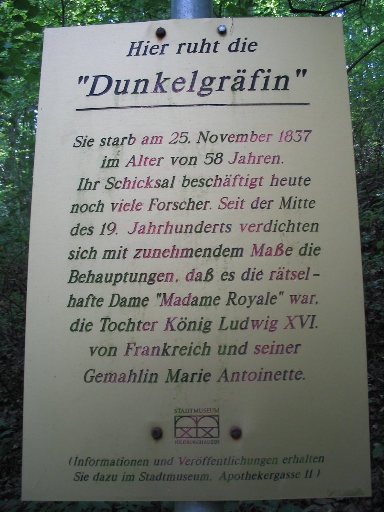 Hier ruht die
"Dunkelgräfin"
Sie starb am 25. November 1837
im Alter von 58 Jahren.
Ihr Schicksal beschäftigt heute
noch viele Forscher. Seit der Mitte
des 19. Jahrhunderts verdichten
sich mit zunehmendem Maße die
Behauptungen, daß es die rätsel-
hafte Dame "Madame Royale" war,
die Tochter König Ludwig XVI.
von Frankreich und seiner
Gemahlin Marie Antoinette.
STADTMUSEUM
HILDBURGHAUSEN
(Informationen und Veröffentlichungen erhalten
Sie dazu im Stadtmuseum, Apothekergasse 11)